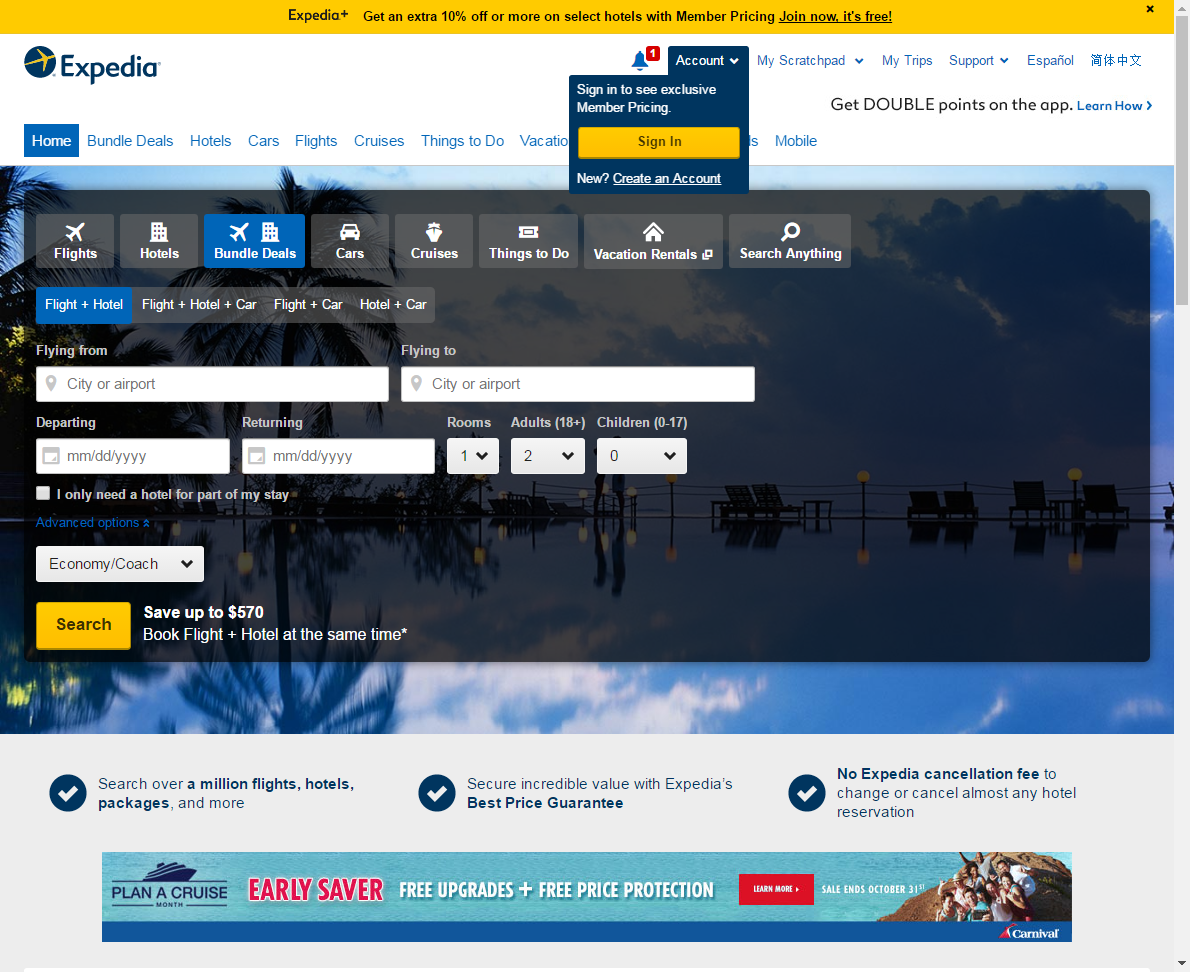 Expedia+ Get an extra 10% off or more on select hotels with Member Pricing Join now, it's free!
Expedia
1
Account My Scratchpad My Trips Support Español 简体中文
Sign in to see exclusive
Member Pricing.
Get DOUBLE points on the app. Learn How
Home Bundle Deals Hotels Cars Flights Cruises Things to Do Vacatio ls Mobile
Sign In
New? Create an Account
Flights Hotels Bundle Deals Cars Cruises Things to Do Vacation Rentals Search Anything
Flight + Hotel Flight + Hotel + Car Flight + Car Hotel + Car
Flying from Flying to
City or airport City or airport
Departing Returning Rooms Adults (18+) Children (0-17)
mm/dd/yyyy mm/dd/yyyy 1 2 0
I only need a hotel for part of my stay
Advanced options
Economy/Coach
Search
Save up to $570
Book Flight + Hotel at the same time*
Search over a million flights, hotels,
packages, and more
Secure incredible value with Expedia's
Best Price Guarantee
No Expedia cancellation fee to
change or cancel almost any hotel
reservation
PLAN A CRUISE
MONTH
EARLY SAVER FREE UPGRADES + FREE PRICE PROTECTION LEARN MORE SALE ENDS OCTOBER 31ST
Carnival